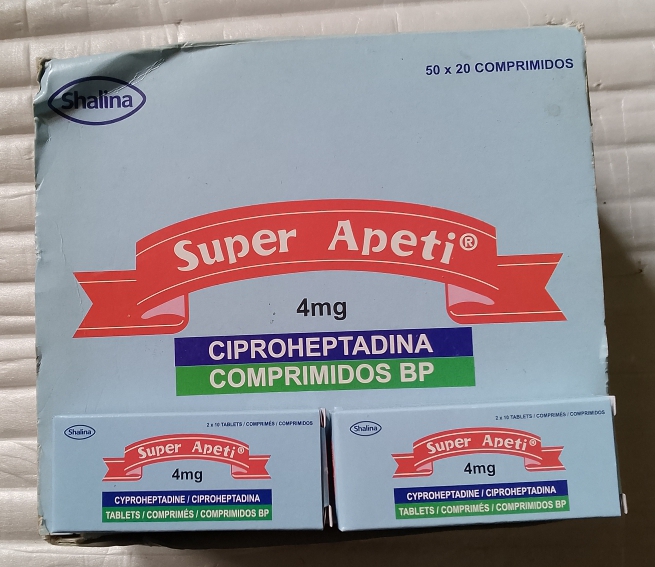 Shalina
50 x 20 COMPRIMIDOS
Super Apeti®
4mg
CIPROHEPTADINA
COMPRIMIDOS BP
Shalina
2 x 10 TABLETS / COMPRIMÉS / COMPRIMIDOS
Super Apeti®
4mg
CYPROHEPTADINE / CIPROHEPTADINA
TABLETS / COMPRIMÉS / COMPRIMIDOS BP
Shalina
2 x 10 TABLETS / COMPRIMÉS / COMPRIMIDOS
Super Apeti®
4mg
CYPROHEPTADINE / CIPROHEPTADINA
TABLETS / COMPRIMÉS / COMPRIMIDOS BP